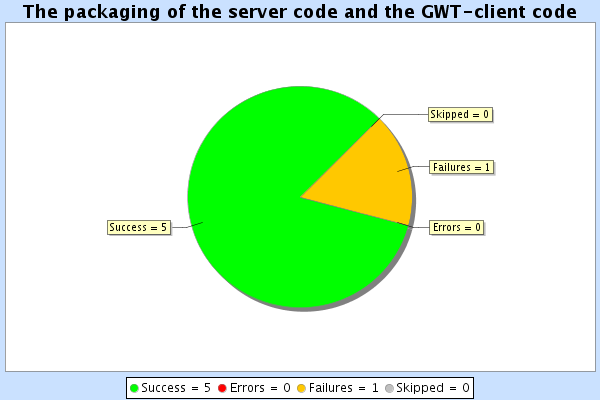 The packaging of the server code and the GWT-client code
Skipped = 0
Failures = 1
Success = 5
Errors = 0
Success = 5 Errors = 0 Failures = 1 Skipped = 0